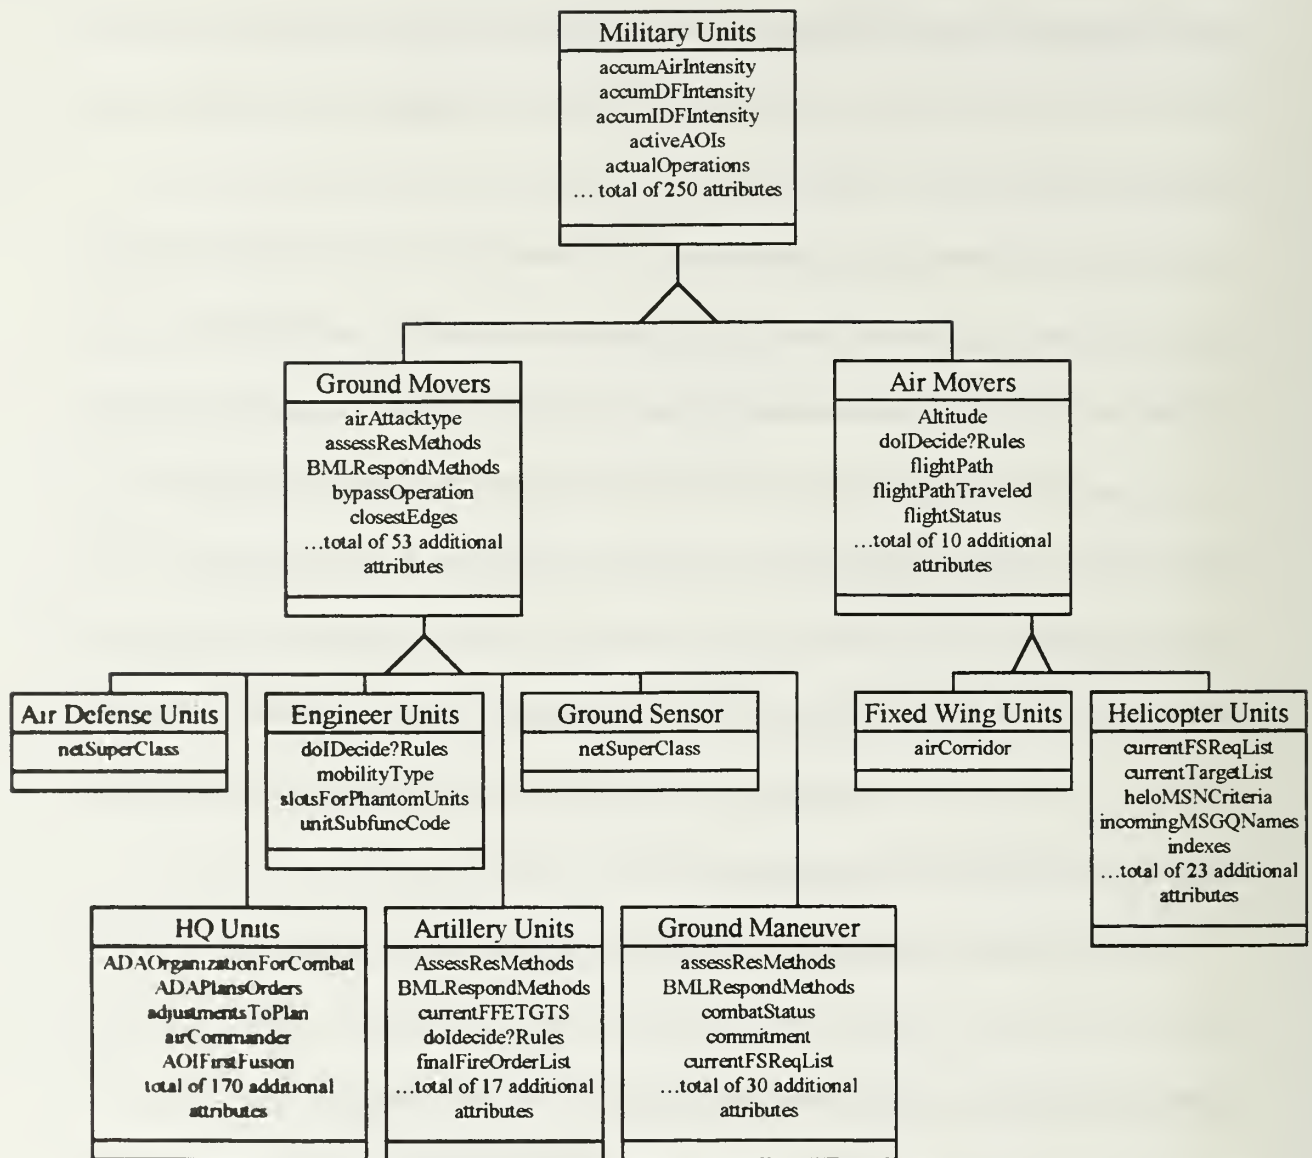 Military Units
accumAirIntensity
accumDFIntensity
accumIDFIntensity
activeAOIs
actualOperations
... total of 250 attributes
Ground Movers
airAttacktype
assessResMethods
BMLRespondMethods
bypassOperation
closestEdges
...total of 53 additional
attributes
Air Movers
Altitude
doIDecide?Rules
flightPath
flightPathTraveled
flightStatus
...total of 10 additional
attributes
Air Defense Units
netSuperClass
Engineer Units
doIDecide?Rules
mobilityType
slotsForPhantomUnits
unitSubfuncCode
Ground Sensor
netSuperClass
Fixed Wing Units
airCorridor
Helicopter Units
currentFSReqList
currentTargetList
heloMSNCriteria
incomingMSGQNames
indexes
...total of 23 additional
attributes
HQ Units
ADAOrganizationForCombat
ADAPlansOrders
adjustmentsToPlan
airCommander
AOIFirstFusion
total of 170 additional
attributes
Artillery Units
AssessResMethods
BMLRespondMethods
currentFFETGTS
doIdecide?Rules
finalFireOrderList
...total of 17 additional
attributes
Ground Maneuver
assessResMethods
BMLRespondMethods
combatStatus
commitment
currentFSReqList
...total of 30 additional
attributes